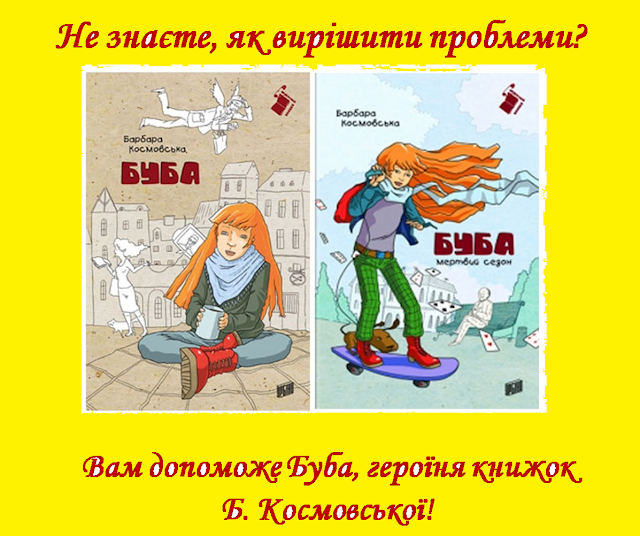 Не знаєте, як вирішити проблеми?
Барбара
Космовська
БУБА
Барбара
Космовська
БУБА
мертвий сезон
Вам допоможе Буба, героїня книжок
Б. Космовської!